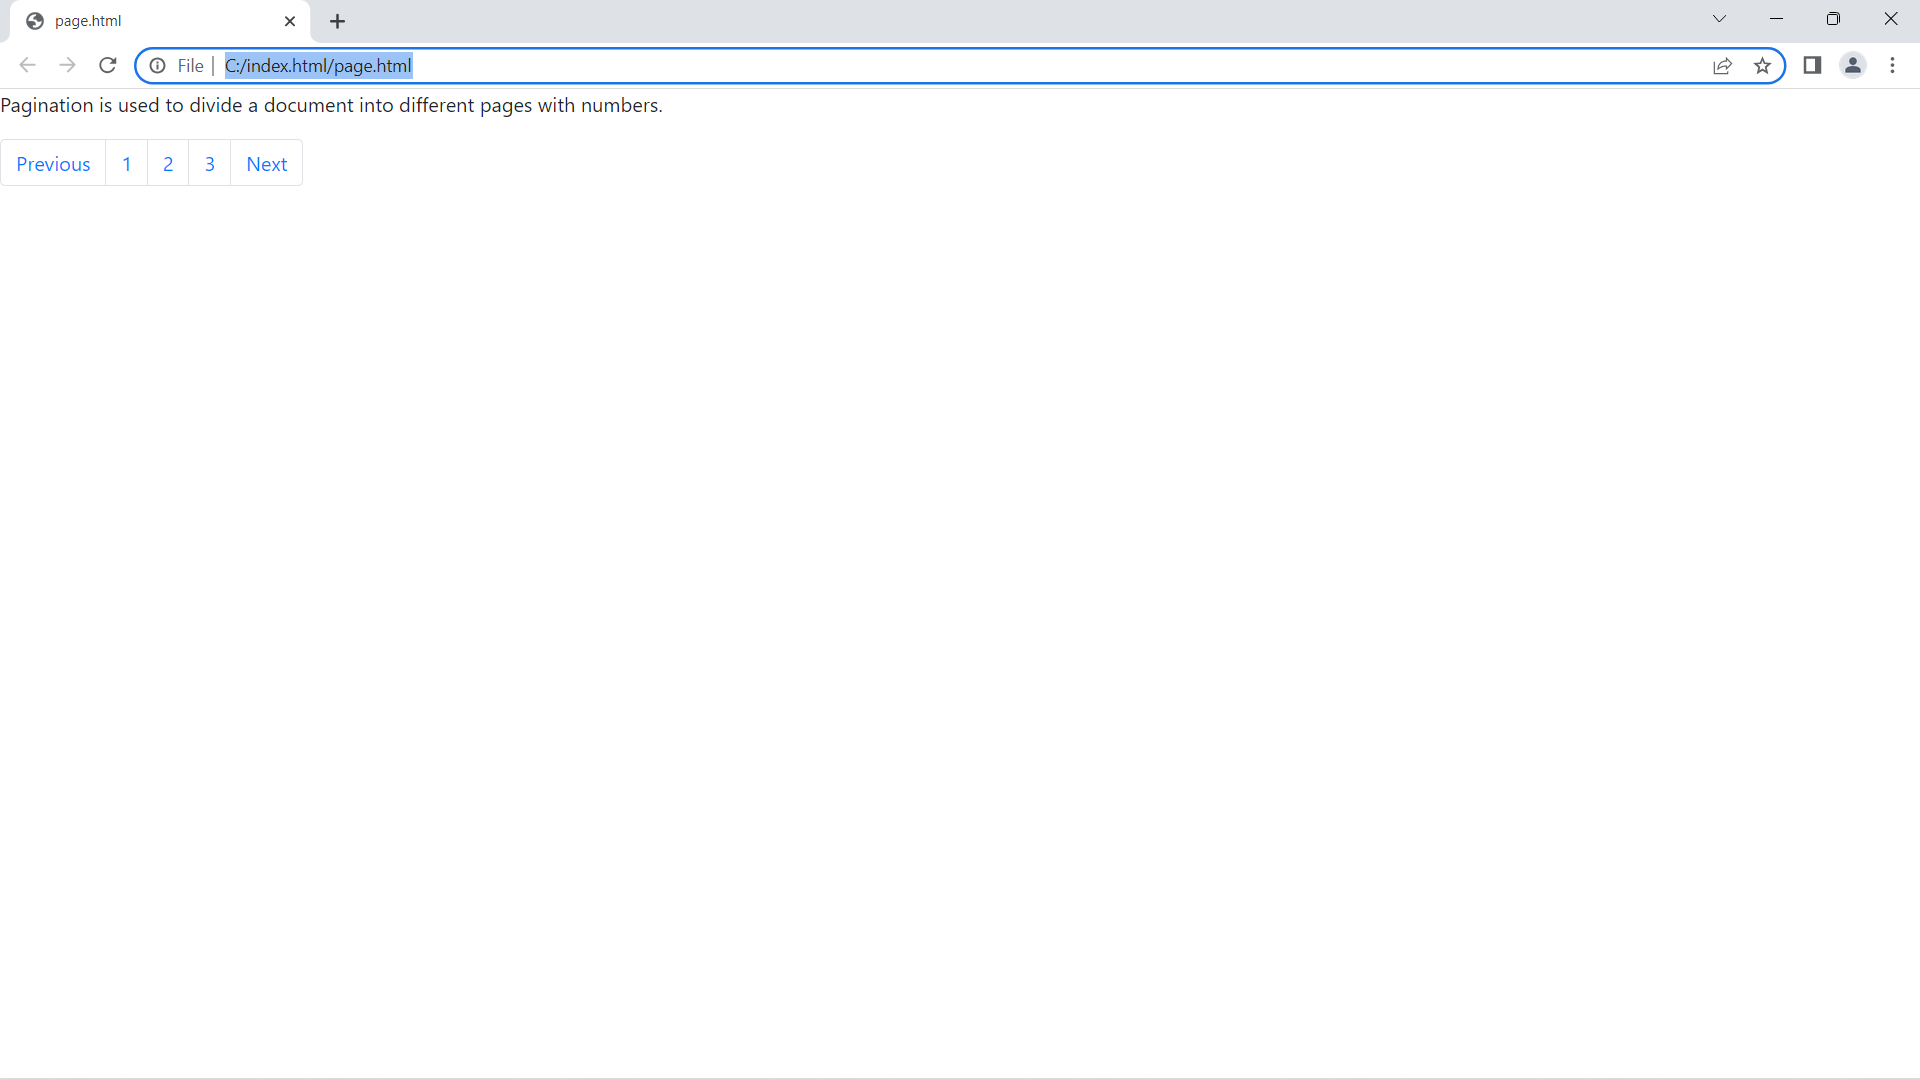 page.html
File
C:/index.html/page.html
Pagination is used to divide a document into different pages with numbers.
Previous 1 2 3 Next